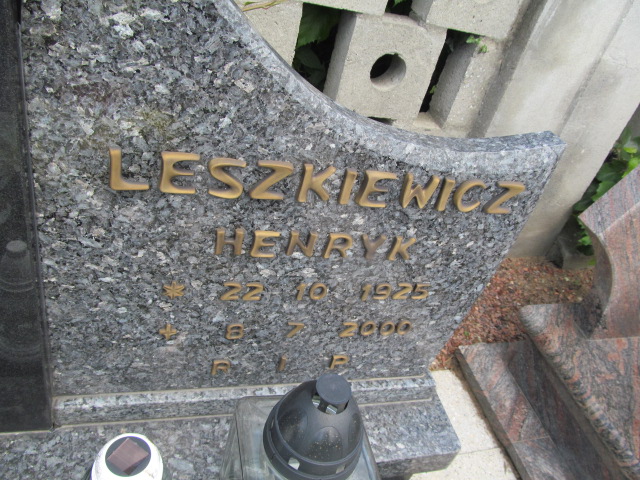 LESZKIEWICZ
HENRYK
* 22 10 1925
+ 8 7 2000
R I P